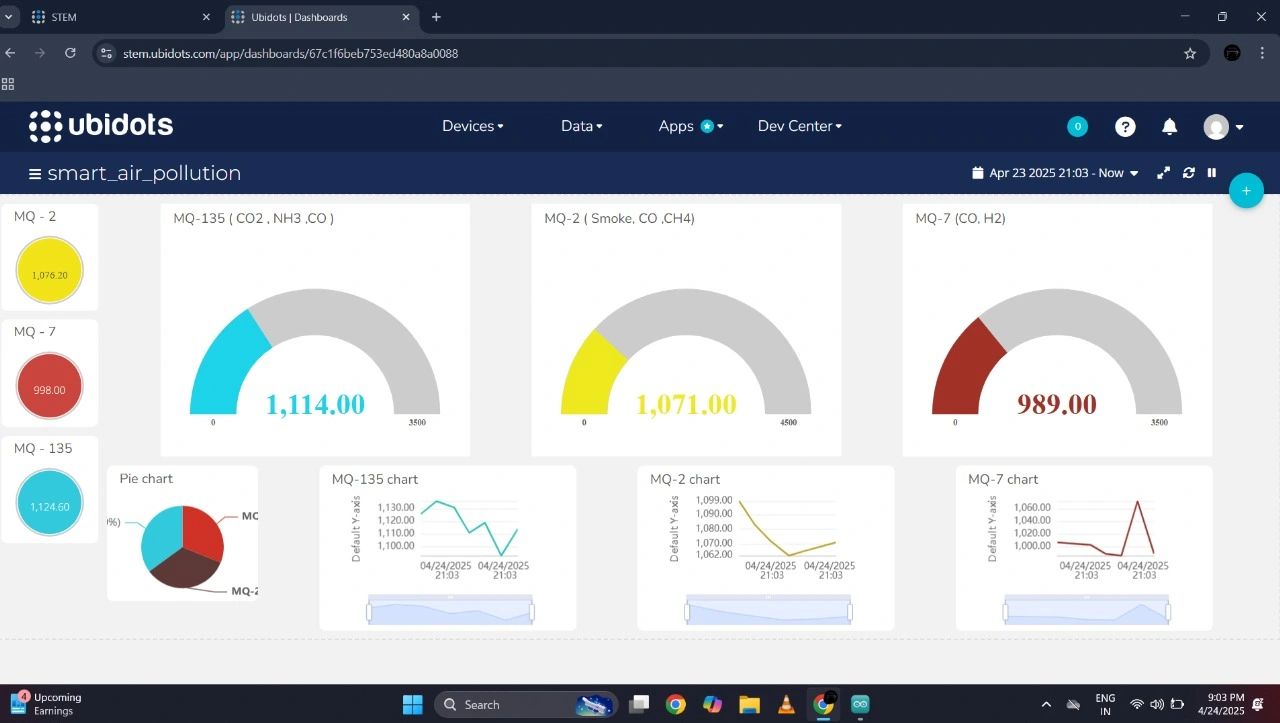 STEM
Ubidots | Dashboards
stem.ubidots.com/app/dashboards/67c1f6beb753ed480a8a0088
ubidots
Devices
Data
Apps
Dev Center
0
?
smart_air_pollution
Apr 23 2025 21:03 - Now
+
MQ - 2
1,076.20
MQ - 7
998.00
MQ - 135
1,124.60
MQ-135 ( CO2 , NH3 ,CO )
1,114.00
0
3500
MQ-2 ( Smoke, CO ,CH4)
1,071.00
0
4500
MQ-7 (CO, H2)
989.00
0
3500
Pie chart
%)
MC
MQ-2
MQ-135 chart
Default Y-axis
1,130.00
1,120.00
1,110.00
1,100.00
04/24/2025 04/24/2025
21:03 21:03
MQ-2 chart
Default Y-axis
1,099.00
1,090.00
1,080.00
1,070.00
1,062.00
04/24/2025 04/24/2025
21:03 21:03
MQ-7 chart
Default Y-axis
1,060.00
1,040.00
1,020.00
1,000.00
04/24/2025 04/24/2025
21:03 21:03
4
Upcoming
Earnings
Search
ENG
IN
9:03 PM
4/24/2025